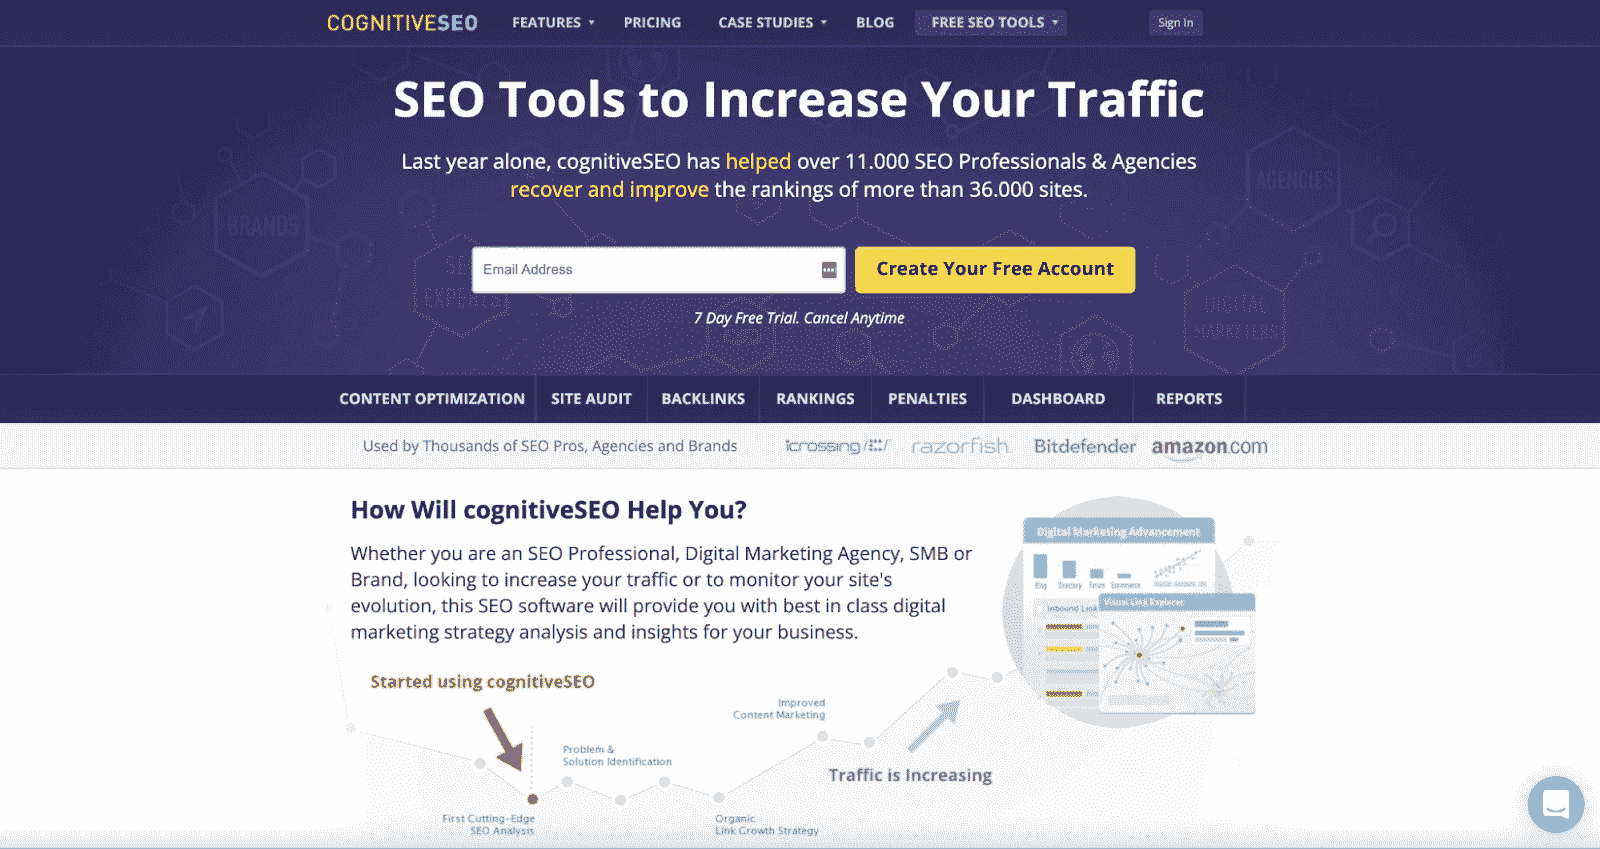 COGNITIVESEO
FEATURES
PRICING
CASE STUDIES
BLOG
FREE SEO TOOLS
Sign In
SEO Tools to Increase Your Traffic
Last year alone, cognitiveSEO has helped over 11.000 SEO Professionals & Agencies
recover and improve the rankings of more than 36.000 sites.
BRANDS
AGENCIES
DIGITAL
MARKETERS
Email Address
Create Your Free Account
7 Day Free Trial. Cancel Anytime
CONTENT OPTIMIZATION
SITE AUDIT
BACKLINKS
RANKINGS
PENALTIES
DASHBOARD
REPORTS
Used by Thousands of SEO Pros, Agencies and Brands
icrossing
razorfish
Bitdefender
amazon.com
How Will cognitiveSEO Help You?
Whether you are an SEO Professional, Digital Marketing Agency, SMB or
Brand, looking to increase your traffic or to monitor your site's
evolution, this SEO software will provide you with best in class digital
marketing strategy analysis and insights for your business.
Digital Marketing Advancement
Blog
Directory
Forum
Ecommerce
Inbound Link
Visual Link Explorer
Started using cognitiveSEO
Improved
Content Marketing
Problem &
Solution Identification
Traffic is Increasing
First Cutting-Edge
SEO Analysis
Organic
Link Growth Strategy